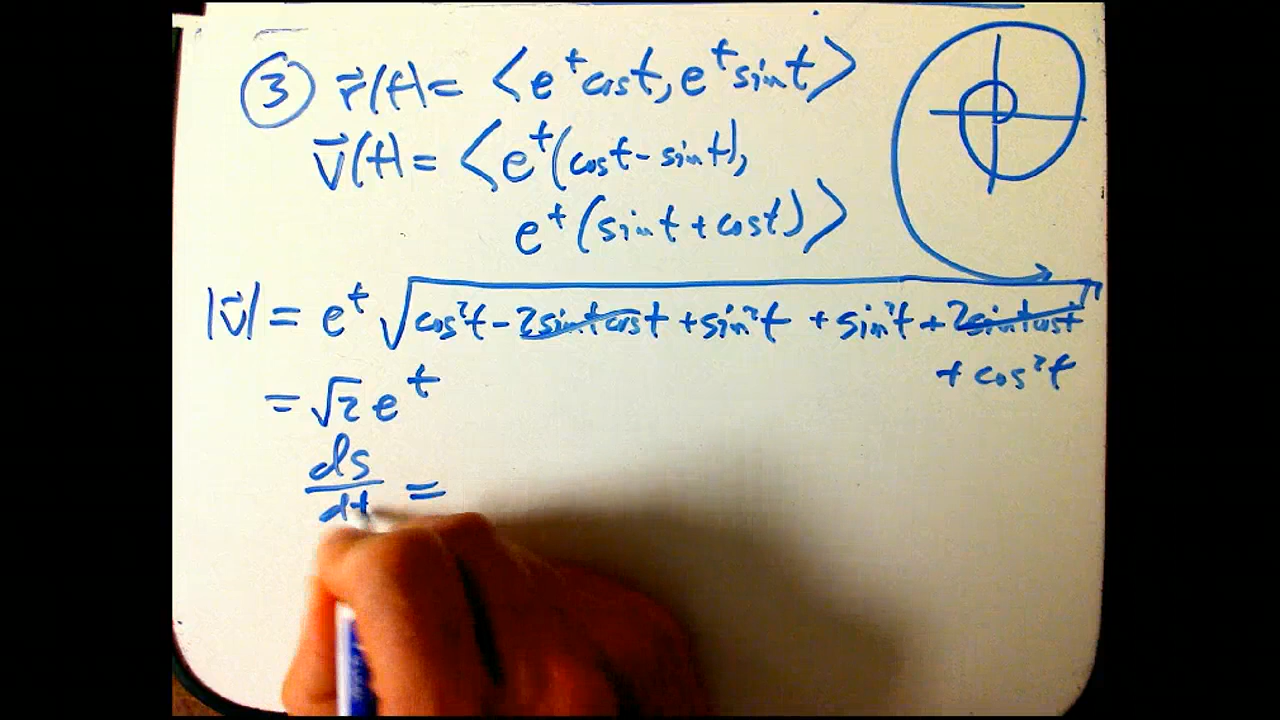 ③ r⃗(t) = ⟨e^t cos t, e^t sin t⟩
v⃗(t) = ⟨e^t(cos t - sin t),
e^t(sin t + cos t)⟩
|v⃗| = e^t √cos²t - 2sin t cos t + sin²t + sin²t + 2sin t cos t
+ cos²t
= √2 e^t
ds/dt =